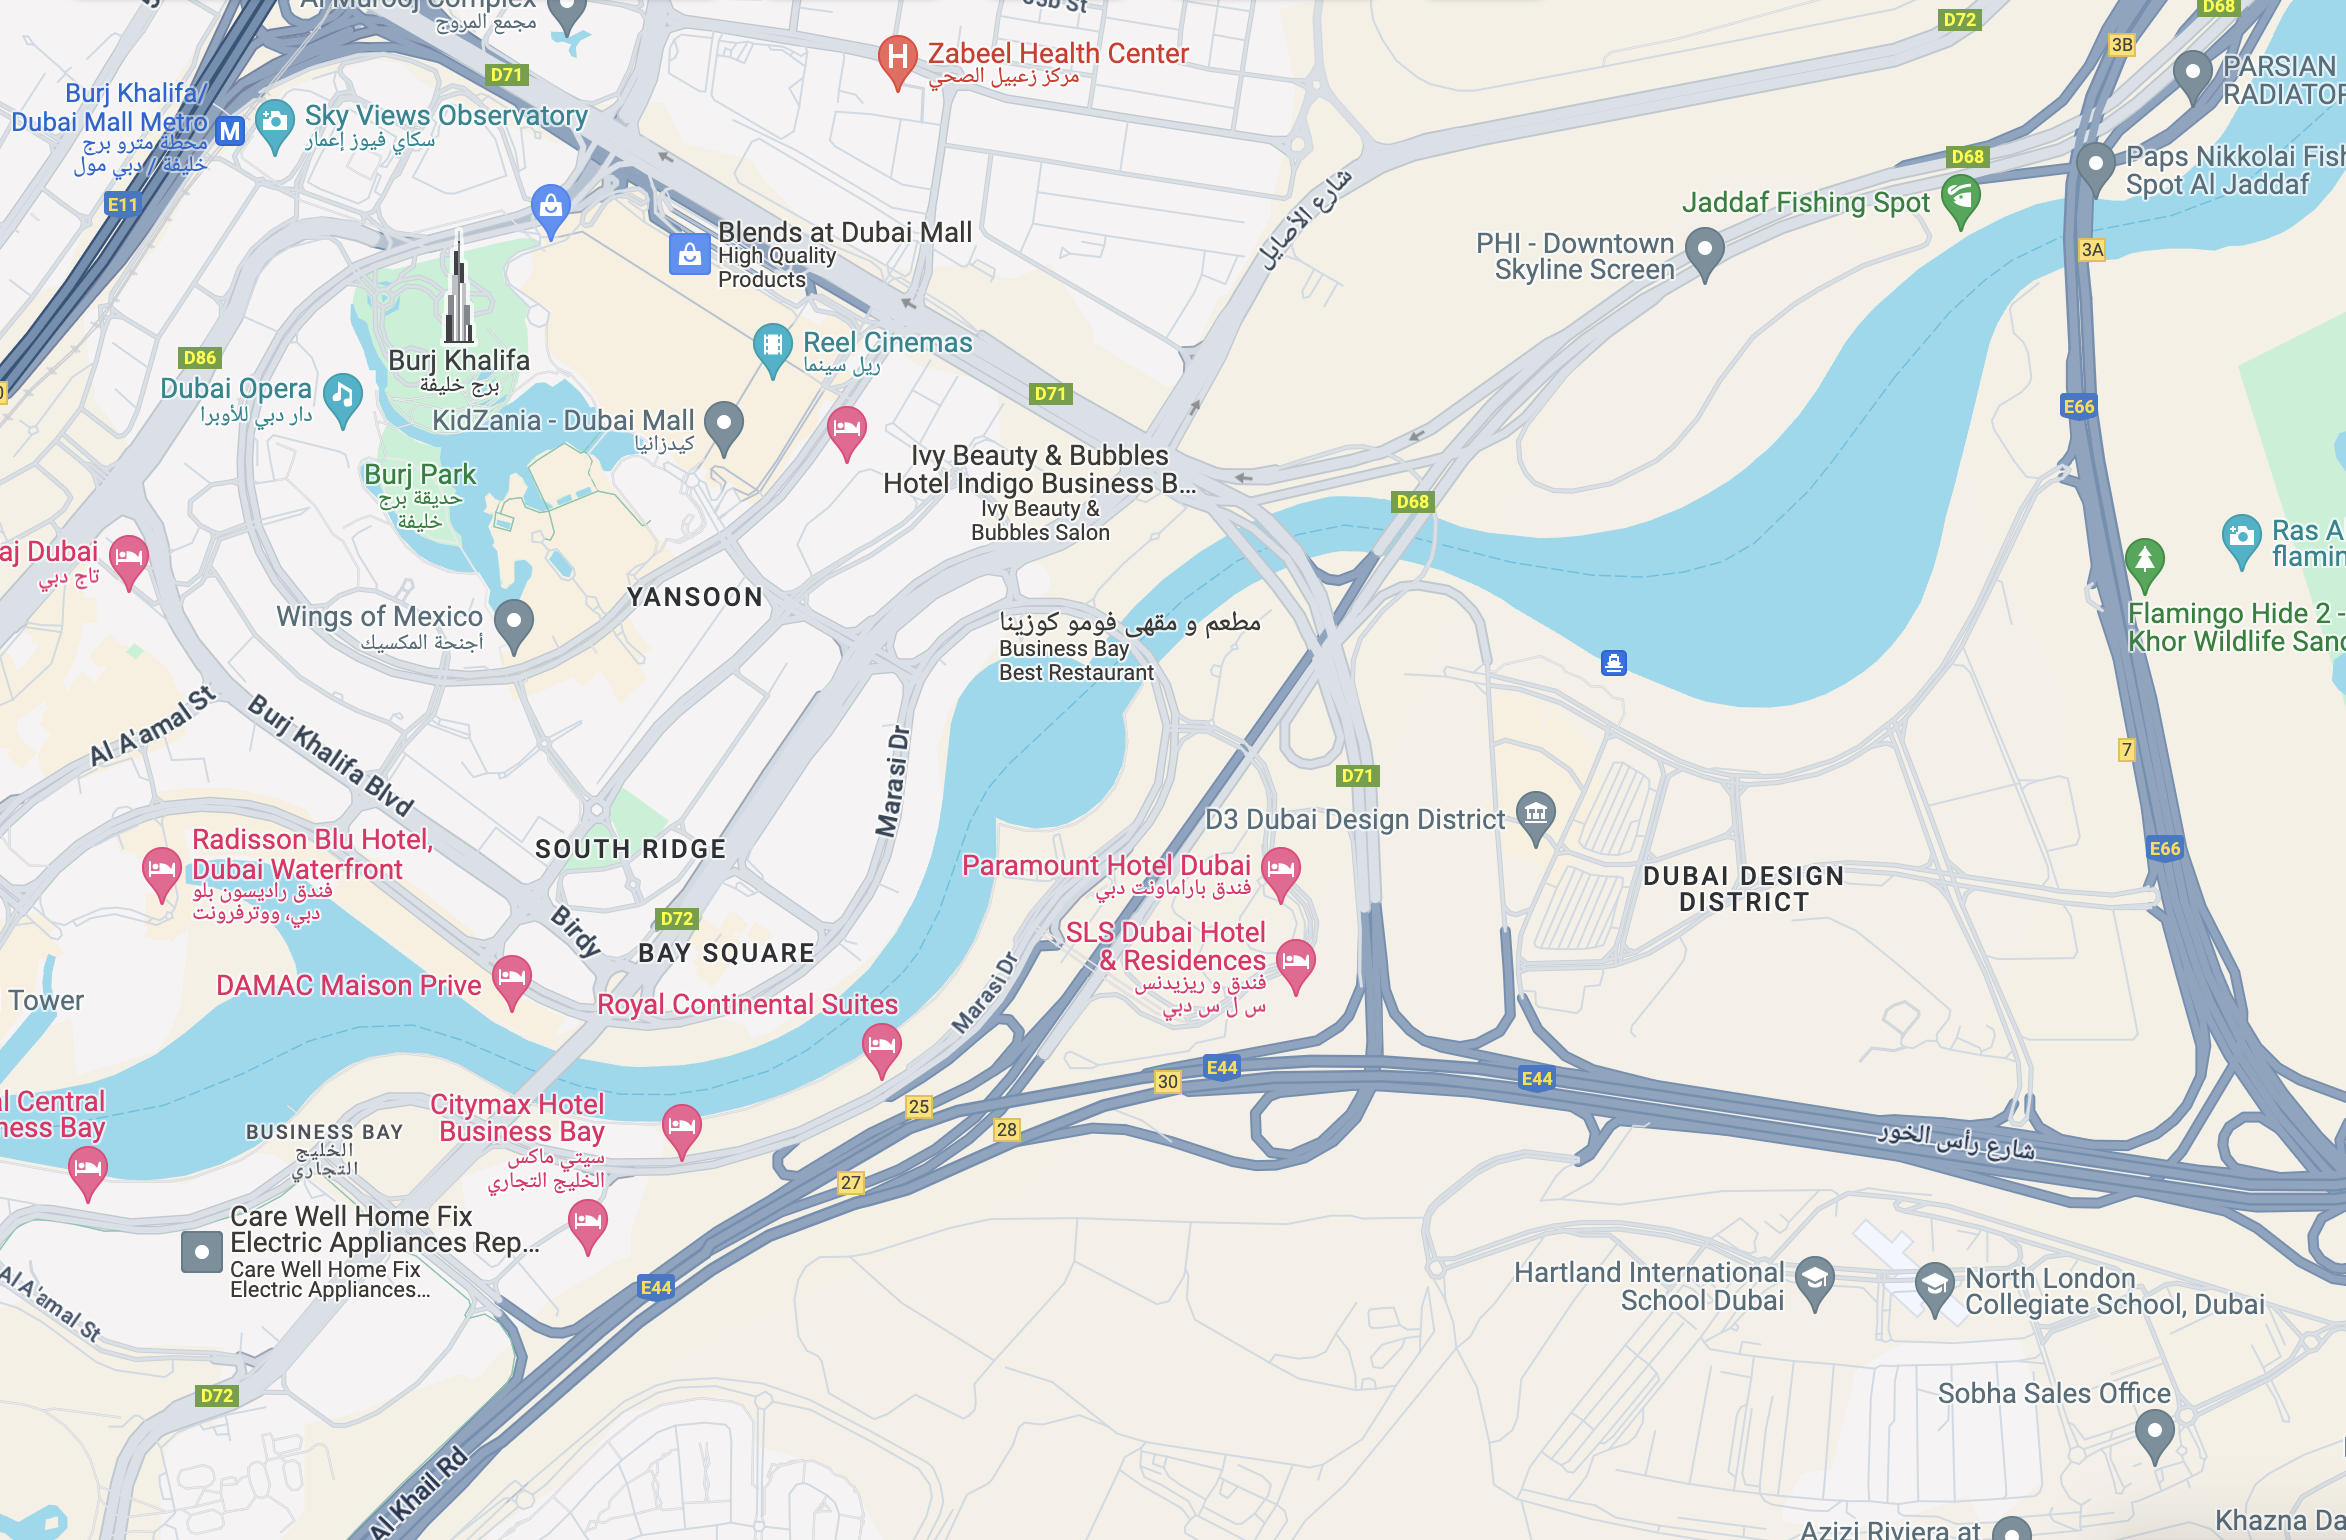 Al Murooj Complex
مجمع المروج
D71
Zabeel Health Center
مركز زعبيل الصحي
D72
D68
3B
PARSIAN
RADIATOR
Burj Khalifa/
Dubai Mall Metro
محطة مترو برج
خليفة / دبي مول
Sky Views Observatory
سكاي فيوز إعمار
E11
شارع الأصايل
D68
Paps Nikkolai Fish
Spot Al Jaddaf
Jaddaf Fishing Spot
PHI - Downtown
Skyline Screen
3A
Blends at Dubai Mall
High Quality
Products
Reel Cinemas
ريل سينما
D86
Burj Khalifa
برج خليفة
Dubai Opera
دار دبي للأوبرا
KidZania - Dubai Mall
كيدزانيا
D71
E66
Burj Park
حديقة برج
خليفة
Ivy Beauty & Bubbles
Hotel Indigo Business B...
Ivy Beauty &
Bubbles Salon
D68
Ras A
flamin
aj Dubai
تاج دبي
YANSOON
Wings of Mexico
أجنحة المكسيك
مطعم و مقهى فومو كوزينا
Business Bay
Best Restaurant
Flamingo Hide 2 -
Khor Wildlife Sanc
Al A'amal St
Burj Khalifa Blvd
Marasi Dr
7
D71
D3 Dubai Design District
E66
Radisson Blu Hotel,
Dubai Waterfront
فندق راديسون بلو
دبي، ووترفرونت
SOUTH RIDGE
Paramount Hotel Dubai
فندق باراماونت دبي
DUBAI DESIGN
DISTRICT
Birdy
D72
BAY SQUARE
SLS Dubai Hotel
& Residences
فندق و ريزيدنس
س ل س دبي
Tower
DAMAC Maison Prive
Royal Continental Suites
Marasi Dr
E44
30
E44
25
28
al Central
ness Bay
BUSINESS BAY
الخليج
التجاري
Citymax Hotel
Business Bay
سيتي ماكس
الخليج التجاري
شارع رأس الخور
27
Care Well Home Fix
Electric Appliances Rep...
Care Well Home Fix
Electric Appliances...
E44
Al A'amal St
Hartland International
School Dubai
North London
Collegiate School, Dubai
D72
Sobha Sales Office
Al Khail Rd
Azizi Riviera at
Khazna Da